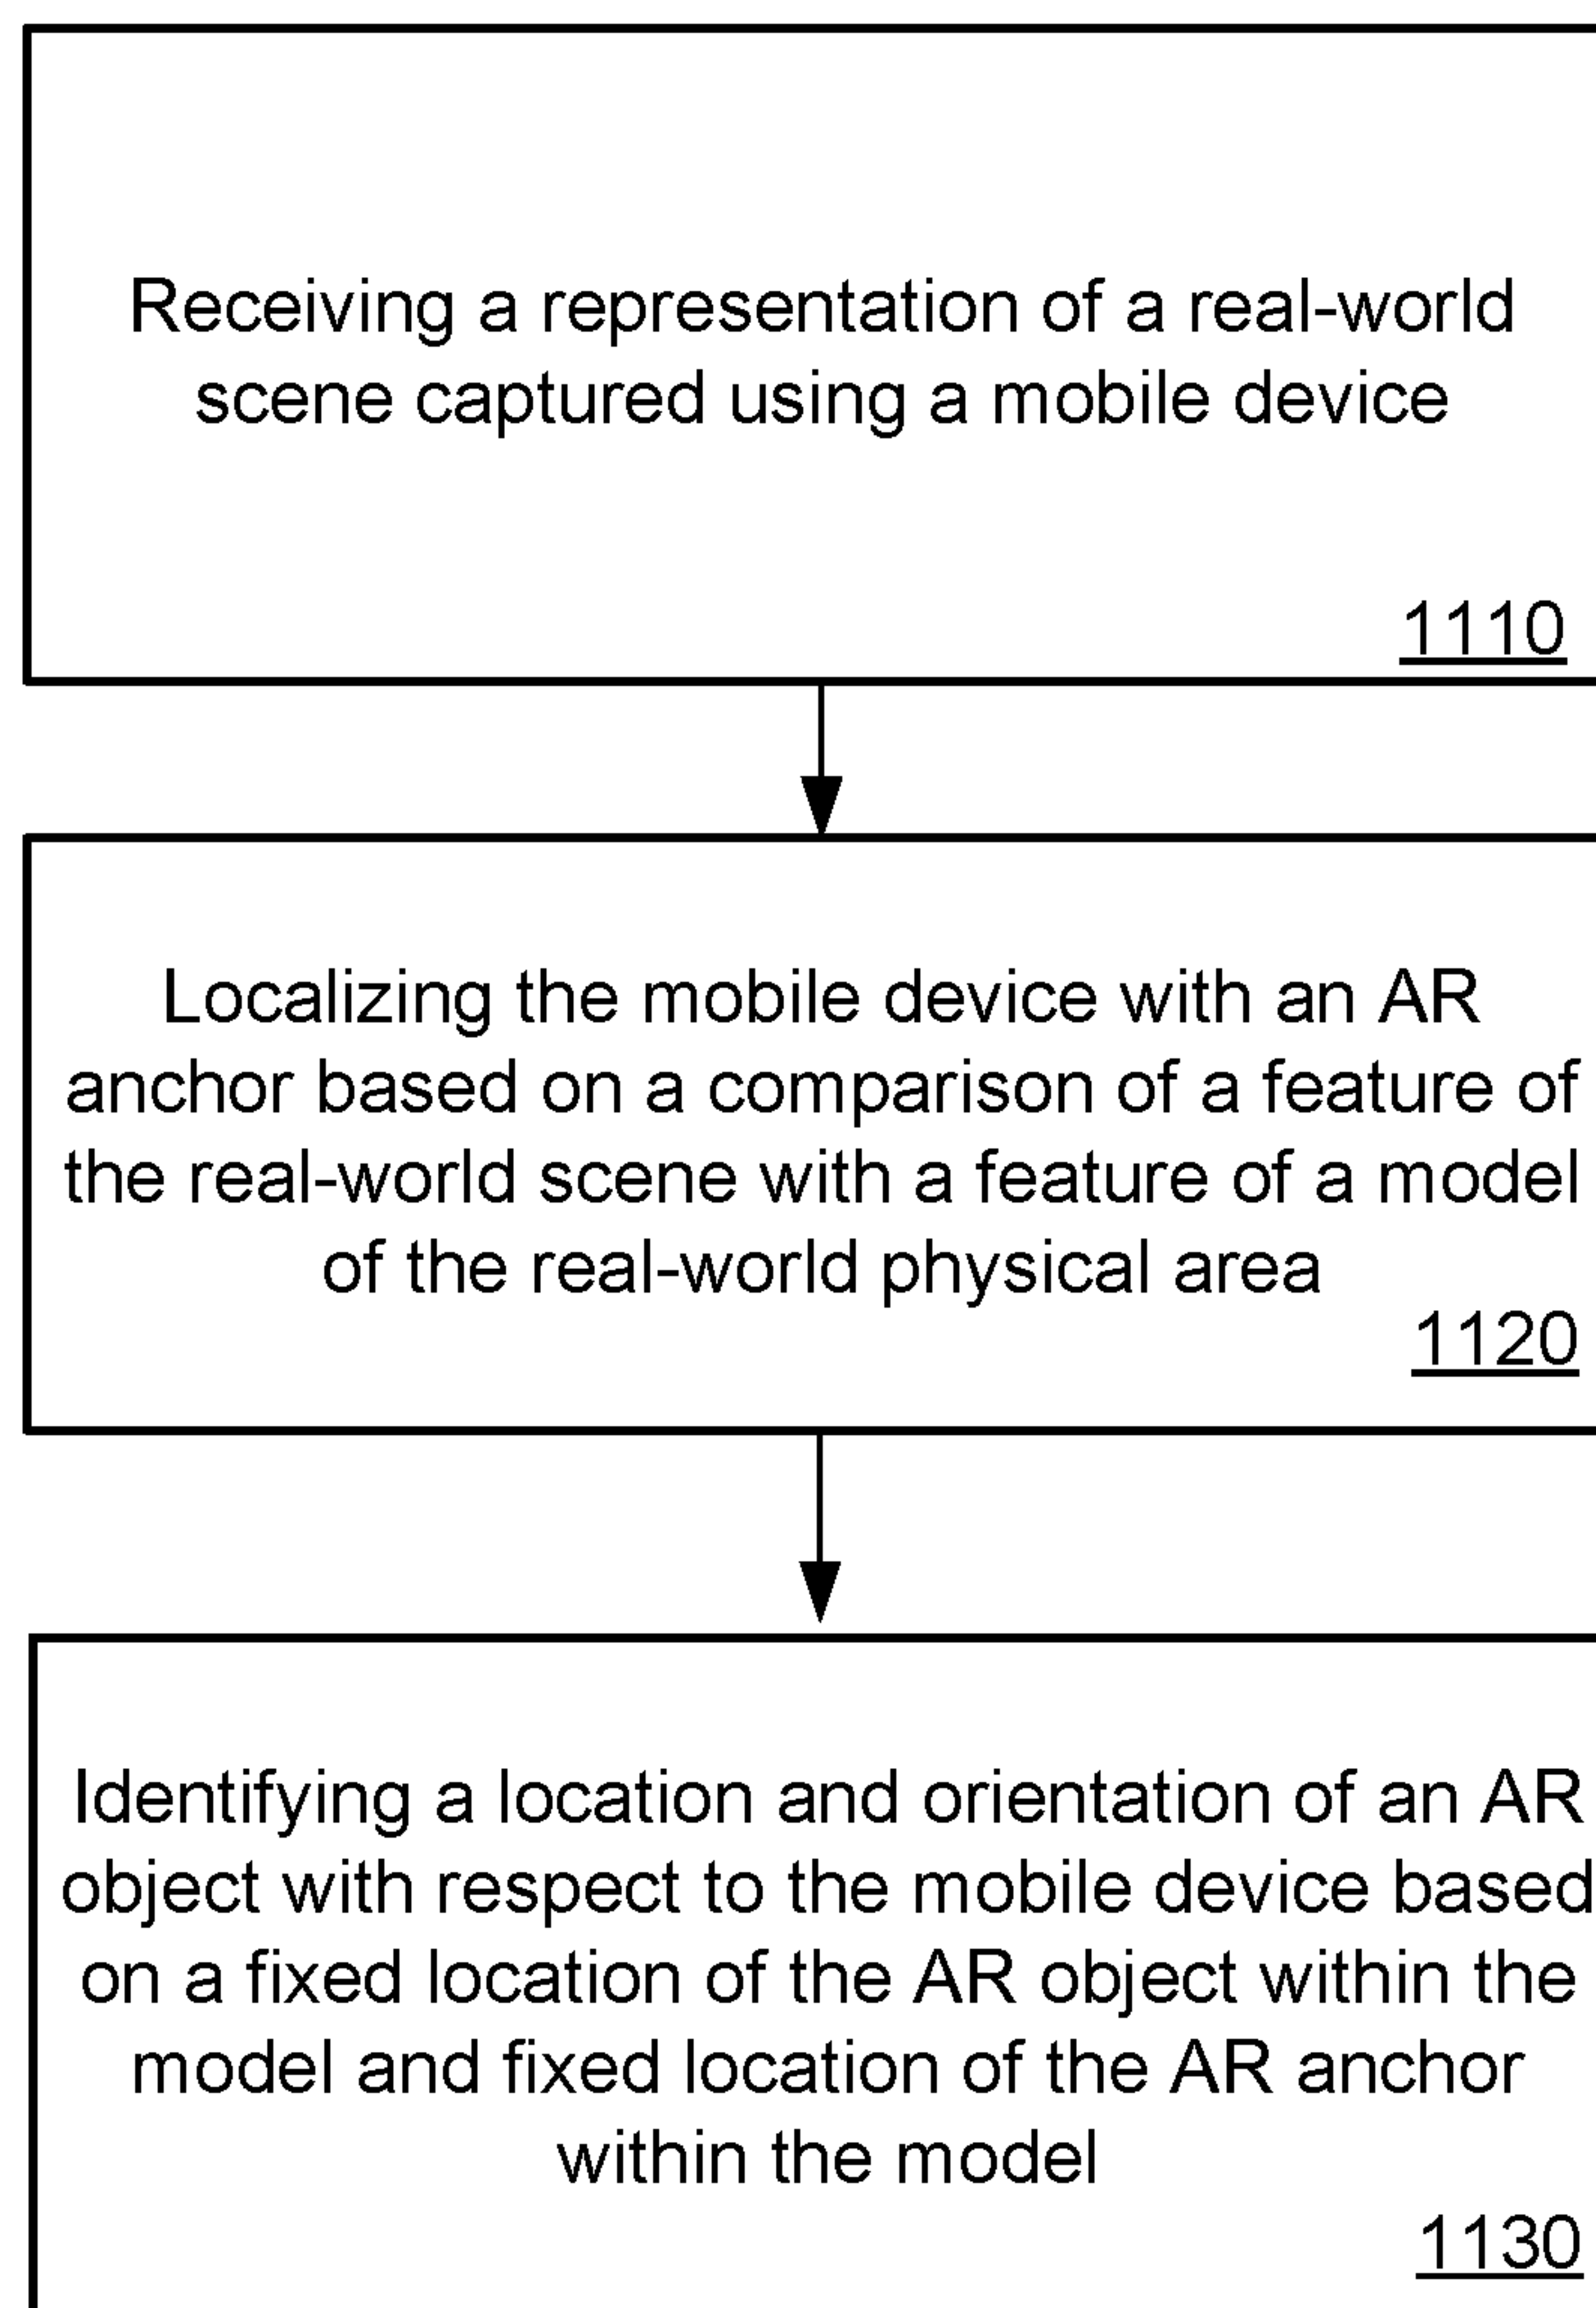 Receiving a representation of a real-world
scene captured using a mobile device
1110
Localizing the mobile device with an AR
anchor based on a comparison of a feature of
the real-world scene with a feature of a model
of the real-world physical area
1120
Identifying a location and orientation of an AR
object with respect to the mobile device based
on a fixed location of the AR object within the
model and fixed location of the AR anchor
within the model
1130